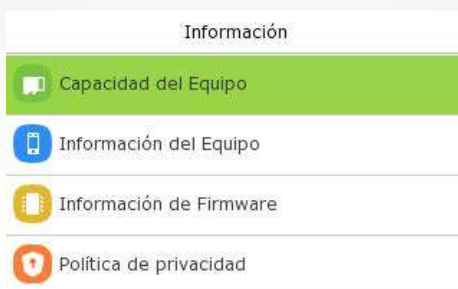 Información
Capacidad del Equipo
Información del Equipo
Información de Firmware
Política de privacidad